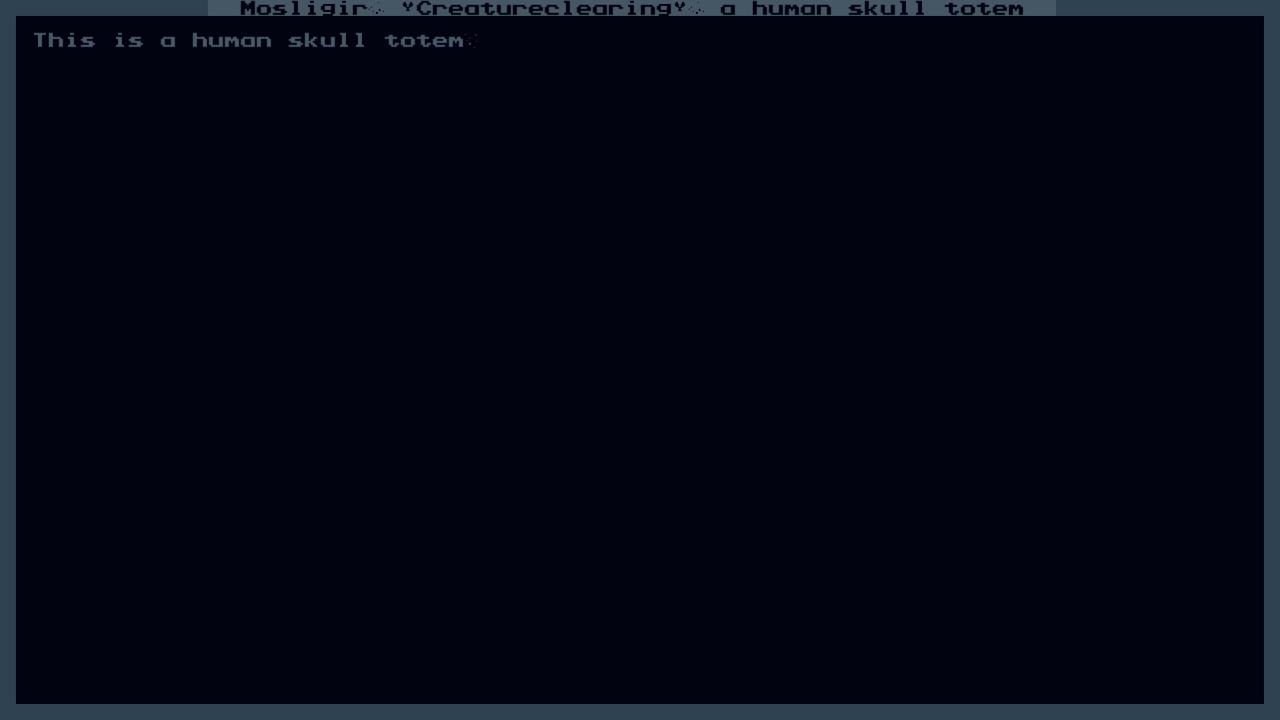 Mosligir, "Creatureclearing", a human skull totem
This is a human skull totem.